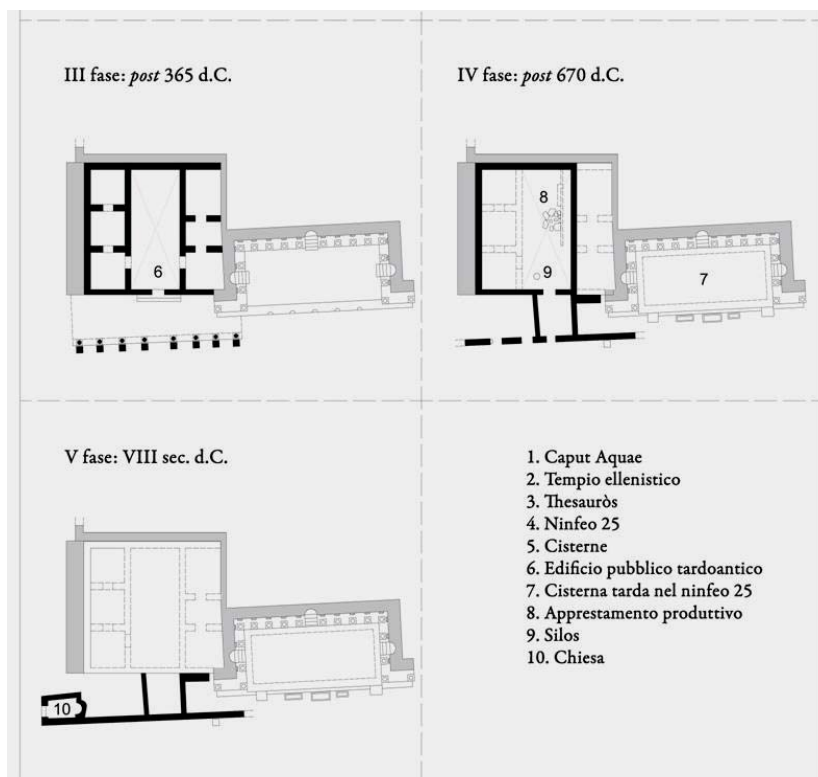 III fase: post 365 d.C.
6
IV fase: post 670 d.C.
8
9
7
V fase: VIII sec. d.C.
10
1. Caput Aquae
2. Tempio ellenistico
3. Thesauròs
4. Ninfeo 25
5. Cisterne
6. Edificio pubblico tardoantico
7. Cisterna tarda nel ninfeo 25
8. Apprestamento produttivo
9. Silos
10. Chiesa